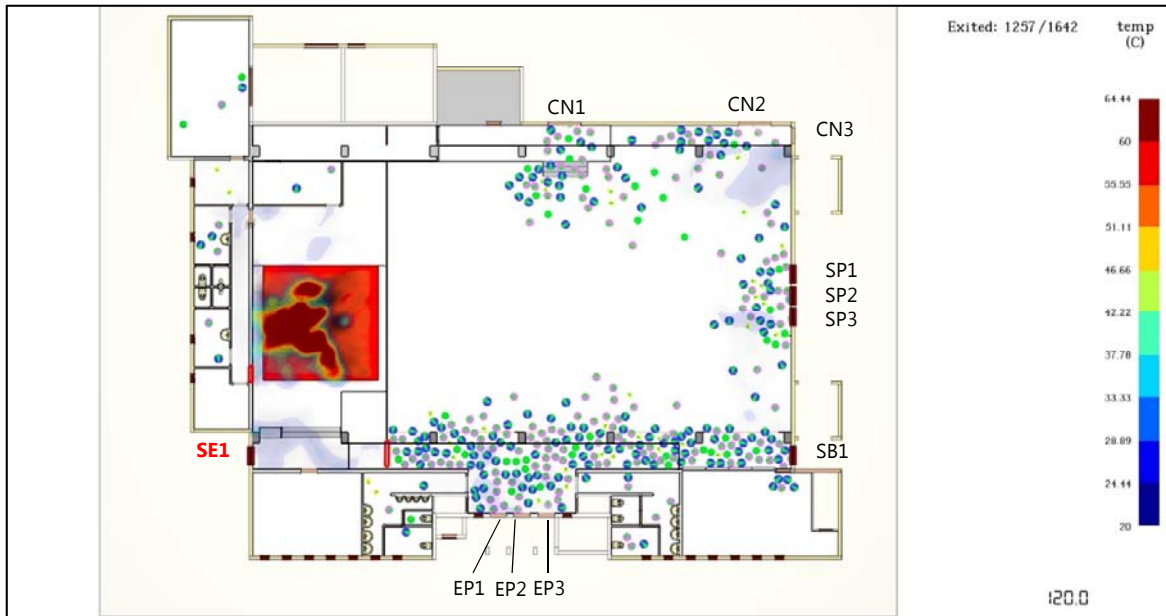 Exited: 1257/1642
temp
(C)
64.44
60
55.55
51.11
46.66
42.22
37.78
33.33
28.89
24.44
20
CN1
CN2
CN3
SP1
SP2
SP3
SE1
SB1
EP1 EP2 EP3
120.0